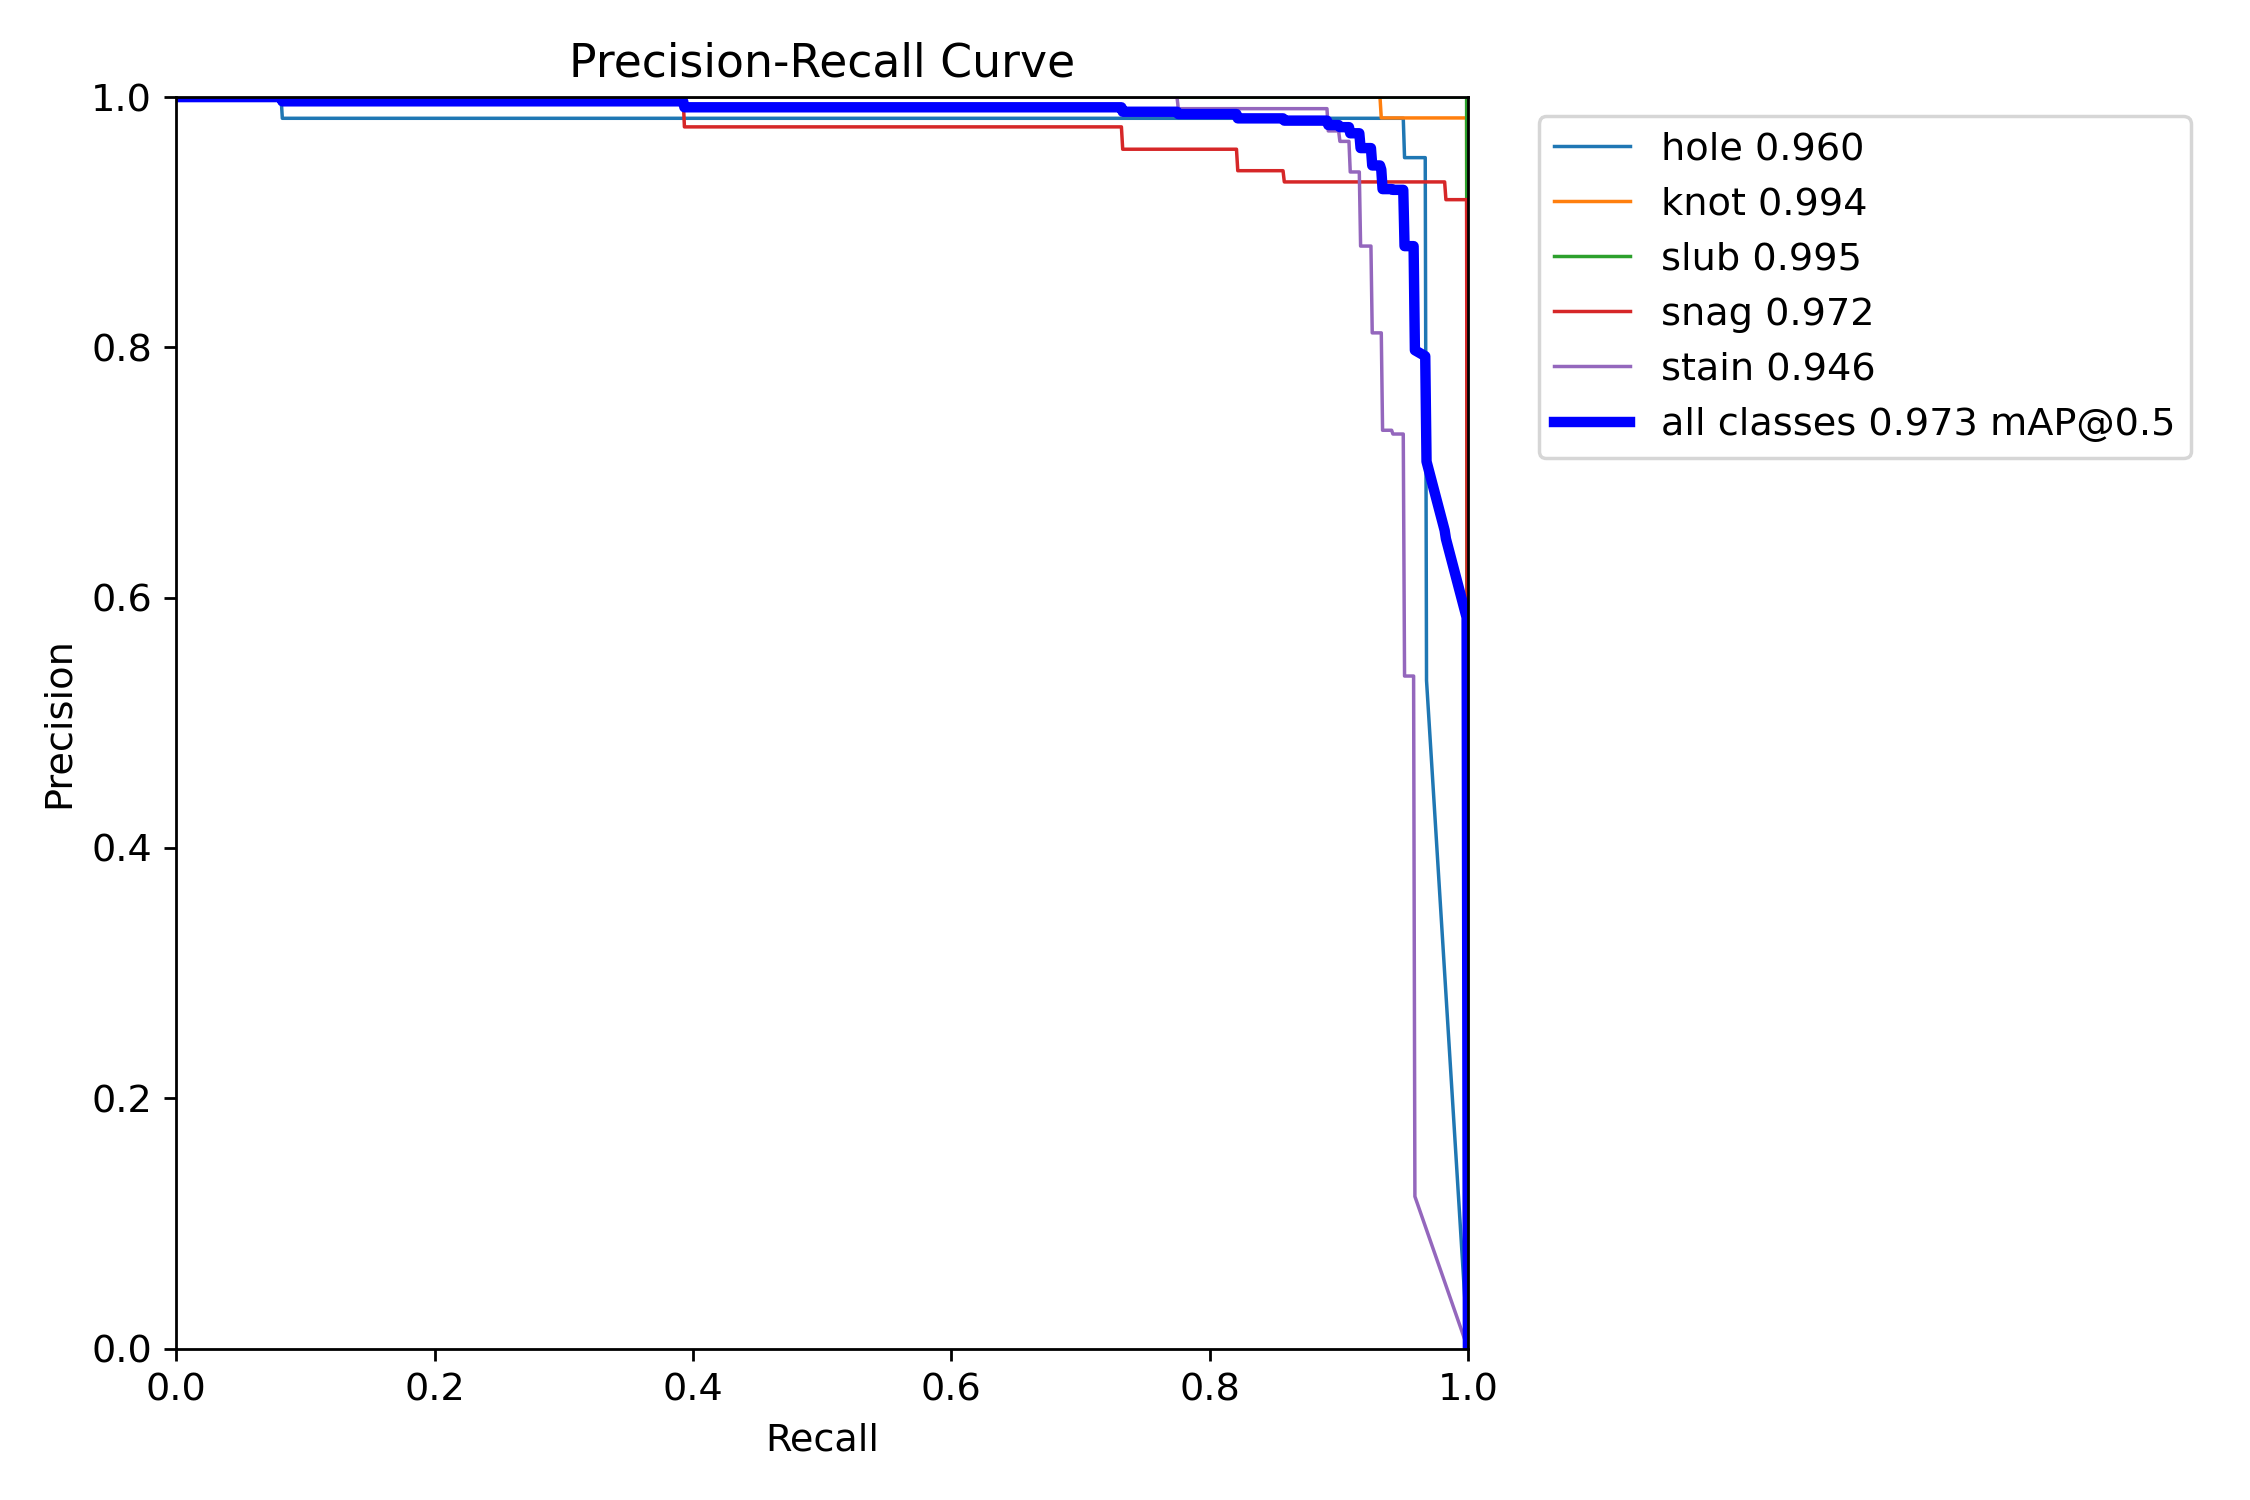 Precision-Recall Curve
1.0
0.8
0.6
0.4
0.2
0.0
Precision
0.0 0.2 0.4 0.6 0.8 1.0
Recall
hole 0.960
knot 0.994
slub 0.995
snag 0.972
stain 0.946
all classes 0.973 mAP@0.5